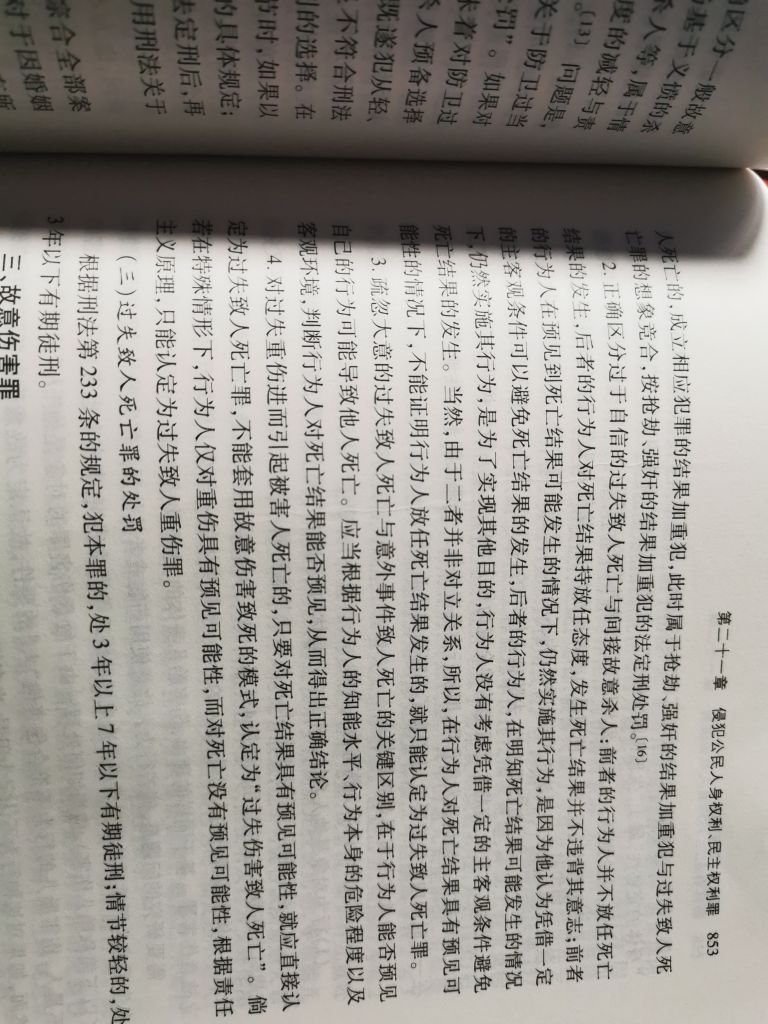 第二十一章 侵犯公民人身权利、民主权利罪 853
人死亡的，成立相应犯罪的结果加重犯，此时属于抢劫、强奸的结果加重犯与过失致人死
亡罪的想象竞合，按抢劫、强奸的结果加重犯的法定刑处罚。〔16〕
2. 正确区分过于自信的过失致人死亡与间接故意杀人：前者的行为人并不放任死亡
结果的发生，后者的行为人对死亡结果持放任态度，发生死亡结果并不违背其意志；前者
的行为人在预见到死亡结果可能发生的情况下，仍然实施其行为，是因为他认为凭借一定
的主客观条件可以避免死亡结果的发生，后者的行为人，在明知死亡结果可能发生的情况
下，仍然实施其行为，是为了实现其他目的，行为人没有考虑凭借一定的主客观条件避免
死亡结果的发生。当然，由于二者并非对立关系，所以，在行为人对死亡结果具有预见可
能性的情况下，不能证明行为人放任死亡结果发生的，就只能认定为过失致人死亡罪。
3. 疏忽大意的过失致人死亡与意外事件致人死亡的关键区别，在于行为人能否预见
自己的行为可能导致他人死亡。应当根据行为人的知能水平、行为本身的危险程度以及
客观环境，判断行为人对死亡结果能否预见，从而得出正确结论。
4. 对过失重伤进而引起被害人死亡的，只要对死亡结果具有预见可能性，就应直接认
定为过失致人死亡罪，不能套用故意伤害致死的模式，认定为“过失伤害致人死亡”。倘
若在特殊情形下，行为人仅对重伤具有预见可能性，而对死亡没有预见可能性，根据责任
主义原理，只能认定为过失致人重伤罪。
（三）过失致人死亡罪的处罚
根据刑法第 233 条的规定，犯本罪的，处 3 年以上 7 年以下有期徒刑；情节较轻的，处
3 年以下有期徒刑。
三、故意伤害罪
区分一般故意
基于义愤的杀
杀人等，属于情
度的减轻与责
。〔13〕 问题是，
关于防卫过当
罚”。如果对
味着对防卫过
杀人预备选择
既遂犯从轻、
不符合刑法
的选择。在
节时，如果以
的具体规定；
法定刑后，再
用刑法关于
综合全部案
对于因婚姻